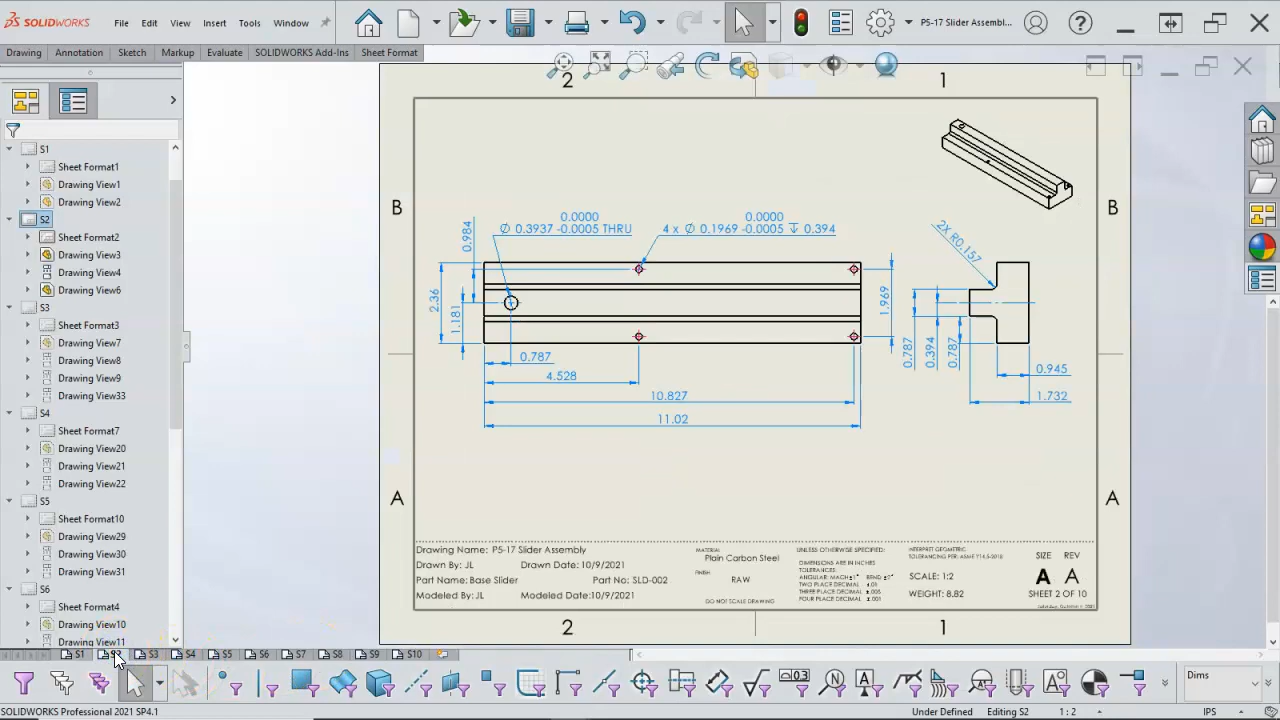 SOLIDWORKS File Edit View Insert Tools Window P5-17 Slider Assembl...
Drawing Annotation Sketch Markup Evaluate SOLIDWORKS Add-Ins Sheet Format
S1
Sheet Format1
Drawing View1
Drawing View2
S2
Sheet Format2
Drawing View3
Drawing View4
Drawing View6
S3
Sheet Format3
Drawing View7
Drawing View8
Drawing View9
Drawing View33
S4
Sheet Format7
Drawing View20
Drawing View21
Drawing View22
S5
Sheet Format10
Drawing View29
Drawing View30
Drawing View31
S6
Sheet Format4
Drawing View10
Drawing View11
2 1
B B
0.0000 0.0000
Ø 0.3937 -0.0005 THRU 4 x Ø 0.1969 -0.0005 ↧ 0.394
0.984
2.36
1.181
0.787
4.528
10.827
11.02
1.969
2X R0.157
0.787
0.394
0.787
0.945
1.732
A A
Drawing Name: P5-17 Slider Assembly
Drawn By: JL Drawn Date: 10/9/2021
Part Name: Base Slider Part No: SLD-002
Modeled By: JL Modeled Date:10/9/2021
MATERIAL
Plain Carbon Steel
FINISH
RAW
DO NOT SCALE DRAWING
UNLESS OTHERWISE SPECIFIED:
DIMENSIONS ARE IN INCHES
TOLERANCES:
TWO PLACE DECIMAL ±.01
THREE PLACE DECIMAL ±.005
FOUR PLACE DECIMAL ±.001
INTERPRET GEOMETRIC
TOLERANCING PER: ASME Y14.5-2018
SCALE: 1:2
WEIGHT: 8.82
SIZE REV
A A
SHEET 2 OF 10
2 1
S1 S3 S4 S5 S6 S7 S8 S9 S10
Dims
SOLIDWORKS Professional 2021 SP4.1 Under Defined Editing S2 1 : 2 IPS